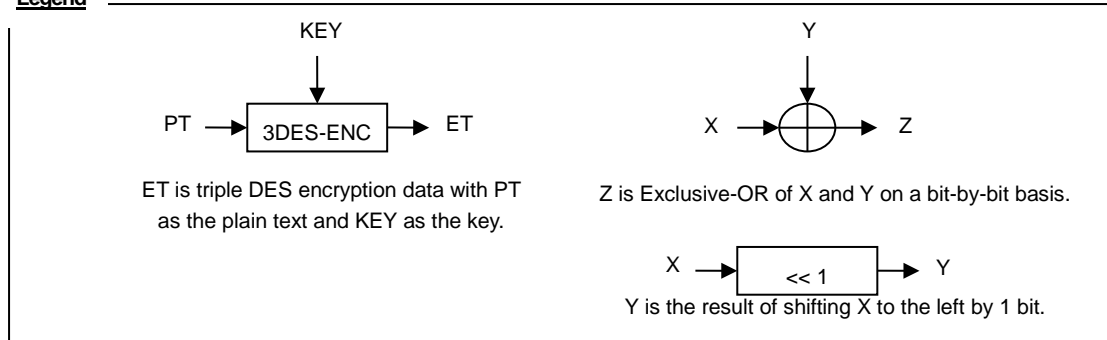 Legend
KEY
PT
3DES-ENC
ET
ET is triple DES encryption data with PT
as the plain text and KEY as the key.
Y
X
Z
Z is Exclusive-OR of X and Y on a bit-by-bit basis.
X
<< 1
Y
Y is the result of shifting X to the left by 1 bit.